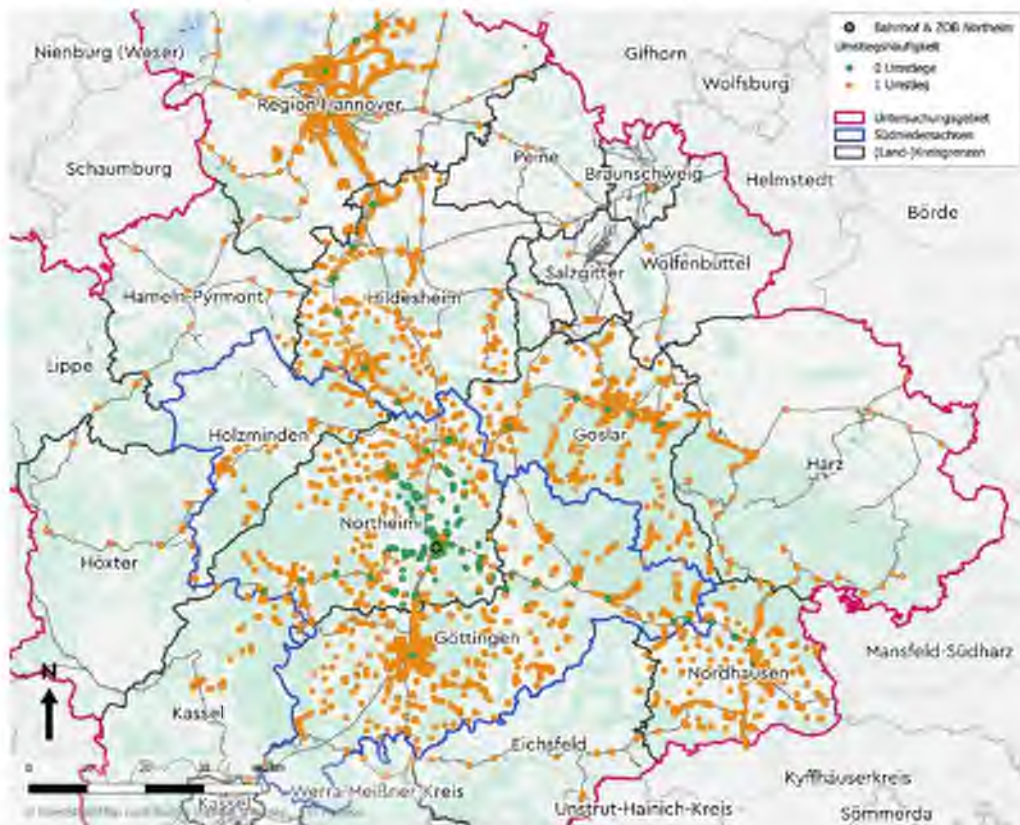 Bahnhof & ZOB Northeim
Umstiegshäufigkeit
0 Umstiege
1 Umstieg
Untersuchungsgebiet
Südniedersachsen
(Land-)Kreisgrenzen
Nienburg (Weser)
Gifhorn
Wolfsburg
Region Hannover
Schaumburg
Peine
Braunschweig
Helmstedt
Börde
Salzgitter
Wolfenbüttel
Hameln-Pyrmont
Hildesheim
Lippe
Holzminden
Goslar
Harz
Northeim
Höxter
Göttingen
Mansfeld-Südharz
Nordhausen
N
Kassel
Eichsfeld
Kyffhäuserkreis
0
Werra-Meißner-Kreis
Kassel
Unstrut-Hainich-Kreis
Sömmerda